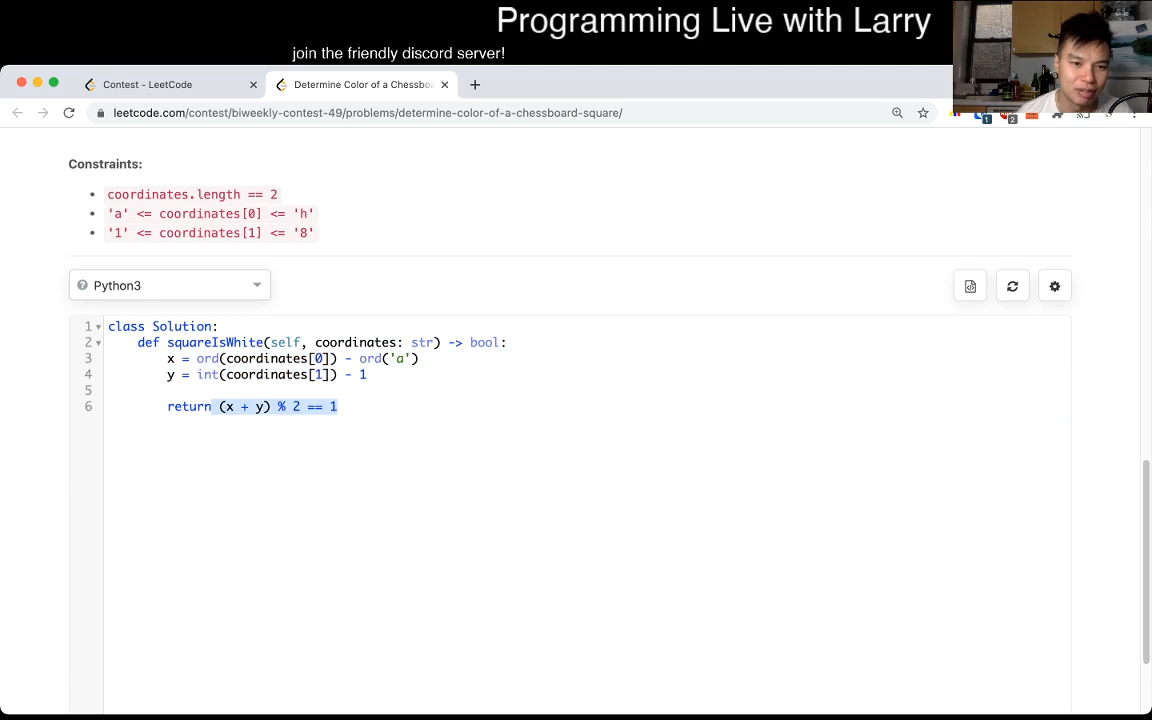 Programming Live with Larry
join the friendly discord server!
Contest - LeetCode
Determine Color of a Chessboa
leetcode.com/contest/biweekly-contest-49/problems/determine-color-of-a-chessboard-square/
1
2
Constraints:
coordinates.length == 2
'a' <= coordinates[0] <= 'h'
'1' <= coordinates[1] <= '8'
Python3
1 class Solution:
2 def squareIsWhite(self, coordinates: str) -> bool:
3 x = ord(coordinates[0]) - ord('a')
4 y = int(coordinates[1]) - 1
5
6 return (x + y) % 2 == 1